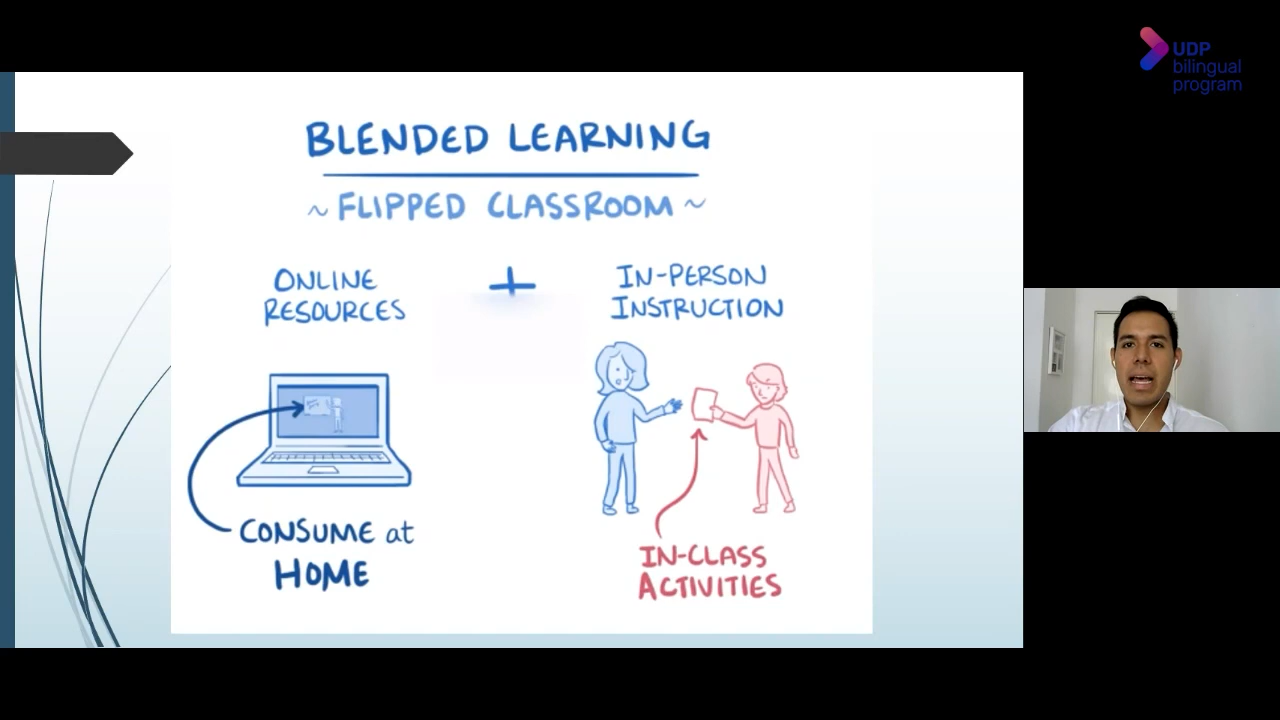 UDP
bilingual
program
BLENDED LEARNING
~ FLIPPED CLASSROOM ~
ONLINE
RESOURCES
+
IN-PERSON
INSTRUCTION
CONSUME at
HOME
IN-CLASS
ACTIVITIES